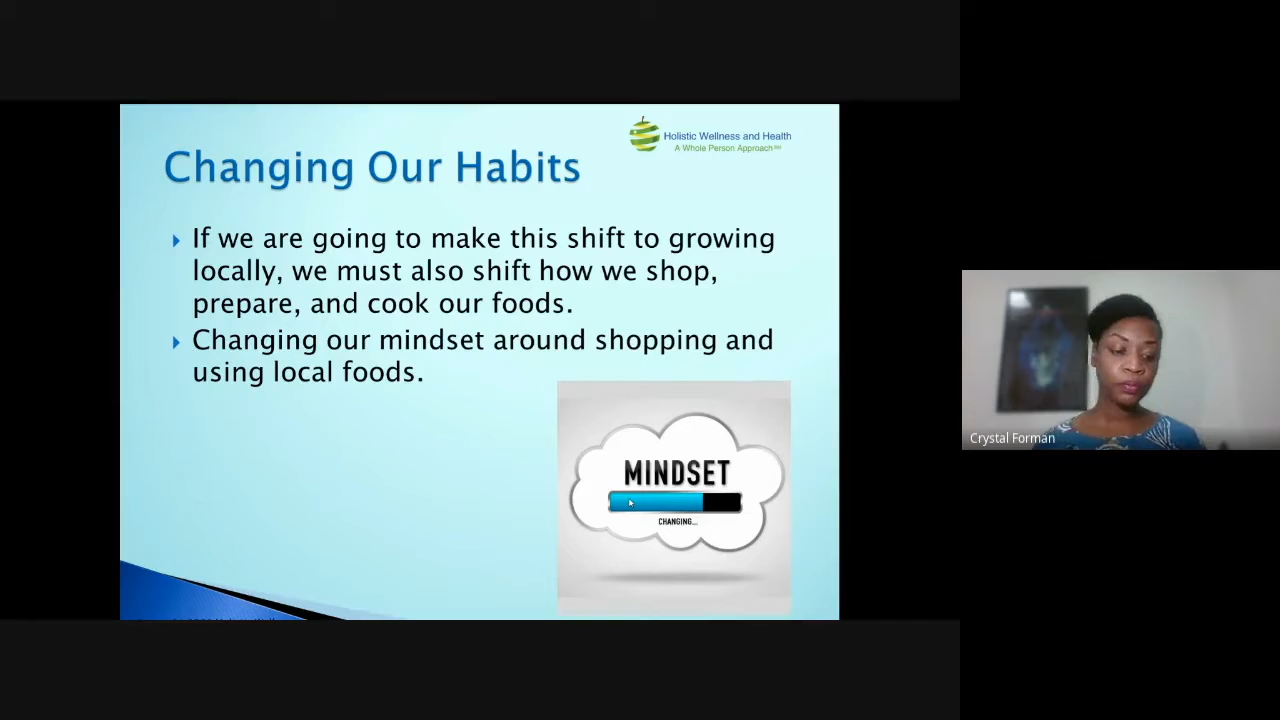 Holistic Wellness and Health
A Whole Person Approach
Changing Our Habits
If we are going to make this shift to growing
locally, we must also shift how we shop,
prepare, and cook our foods.
Changing our mindset around shopping and
using local foods.
MINDSET
CHANGING...
Crystal Forman